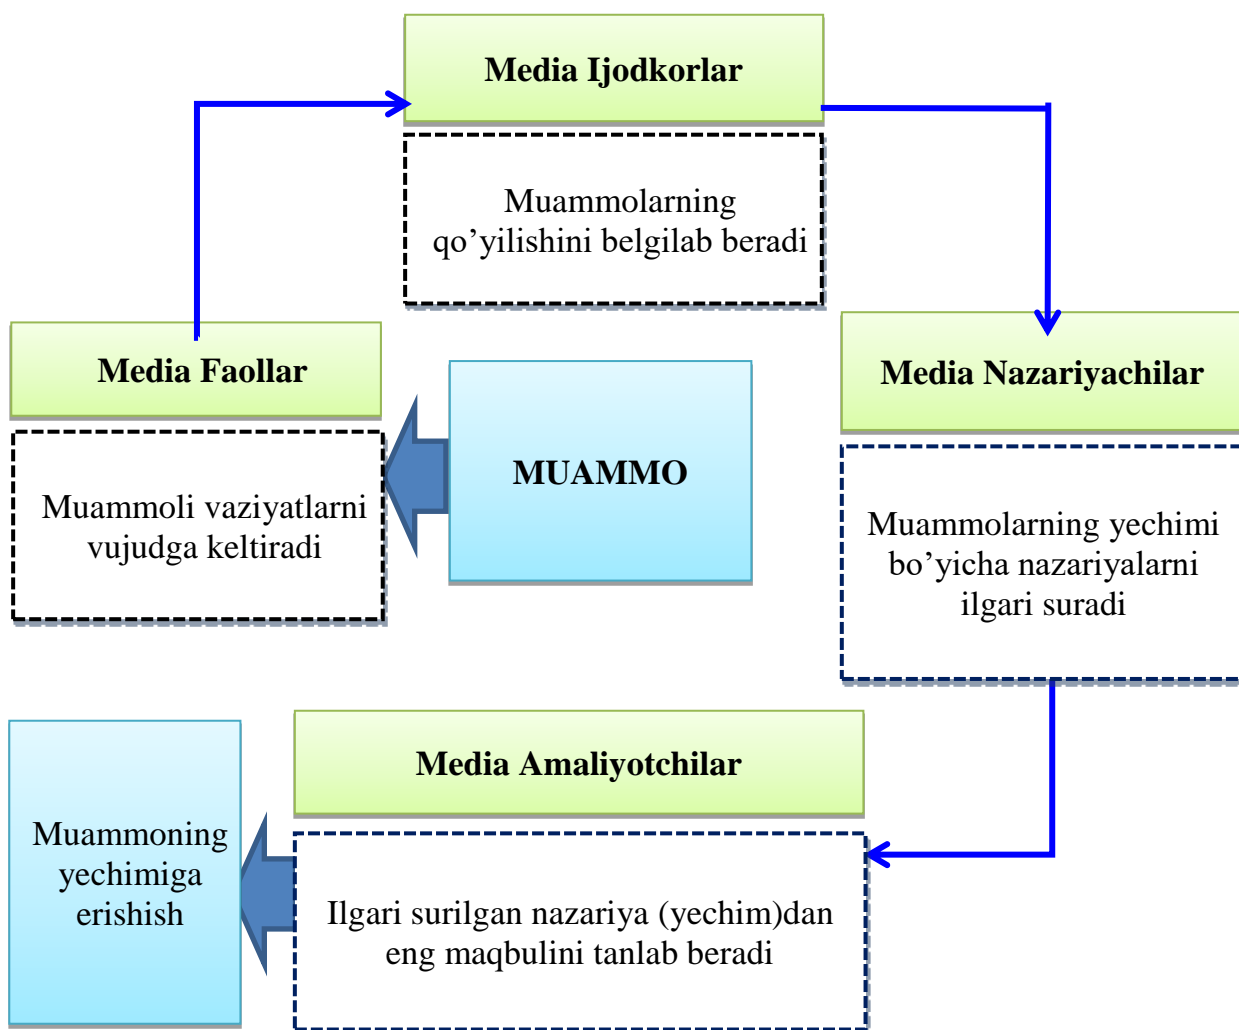 Media Ijodkorlar
Muammolarning
qo’yilishini belgilab beradi
Media Faollar
Muammoli vaziyatlarni
vujudga keltiradi
MUAMMO
Media Nazariyachilar
Muammolarning yechimi
bo’yicha nazariyalarni
ilgari suradi
Media Amaliyotchilar
Ilgari surilgan nazariya (yechim)dan
eng maqbulini tanlab beradi
Muammoning
yechimiga
erishish